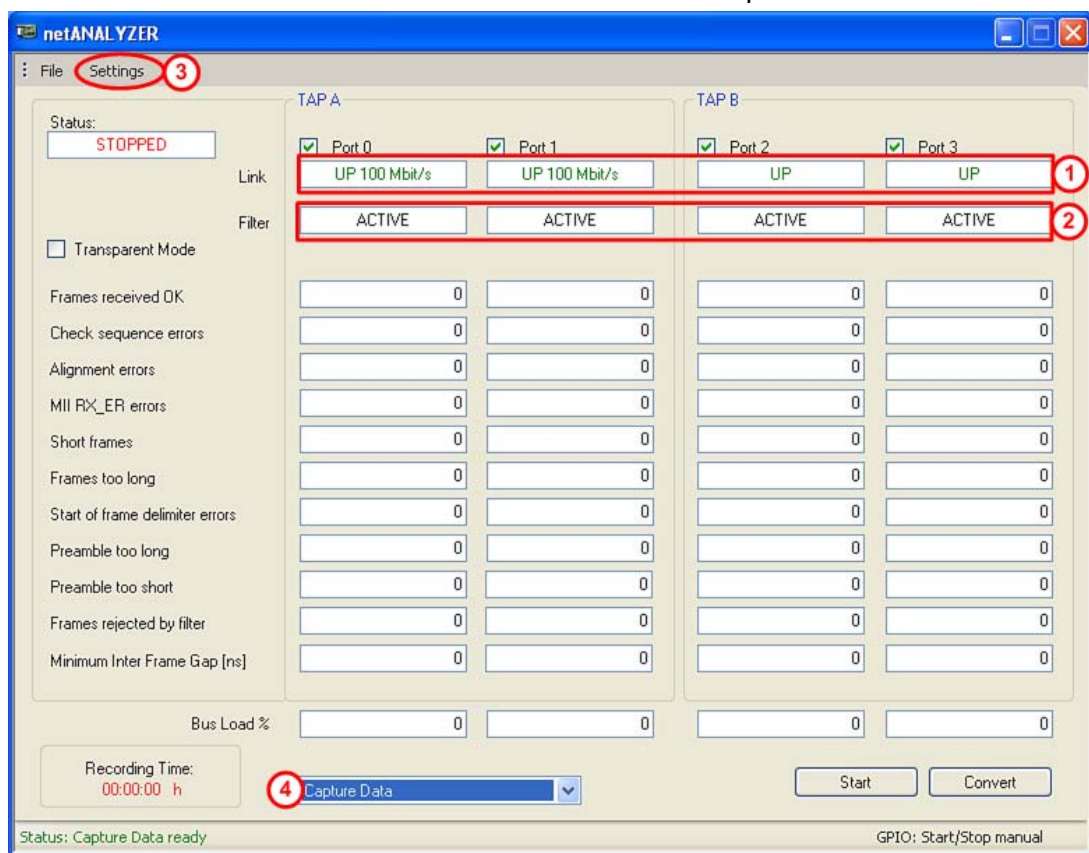 netANALYZER
File Settings 3
TAP A TAP B
Status:
STOPPED
Port 0 Port 1 Port 2 Port 3
Link UP 100 Mbit/s UP 100 Mbit/s UP UP 1
Filter ACTIVE ACTIVE ACTIVE ACTIVE 2
Transparent Mode
Frames received OK 0 0 0 0
Check sequence errors 0 0 0 0
Alignment errors 0 0 0 0
MII RX_ER errors 0 0 0 0
Short frames 0 0 0 0
Frames too long 0 0 0 0
Start of frame delimiter errors 0 0 0 0
Preamble too long 0 0 0 0
Preamble too short 0 0 0 0
Frames rejected by filter 0 0 0 0
Minimum Inter Frame Gap [ns] 0 0 0 0
Bus Load % 0 0 0 0
Recording Time:
00:00:00 h
4 Capture Data Start Convert
Status: Capture Data ready GPIO: Start/Stop manual